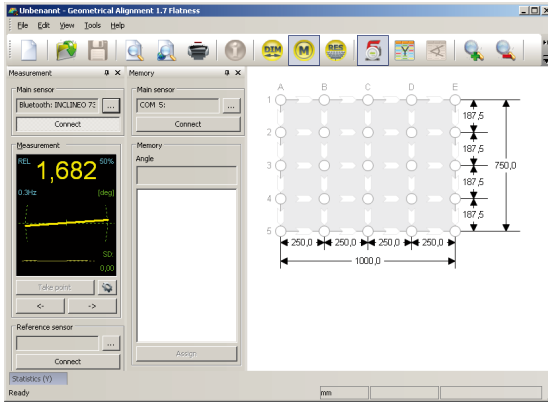 Unbenannt - Geometrical Alignment 1.7 Flatness
File Edit View Tools Help
DIM M RES
Measurement
Main sensor
Bluetooth: INCLINEO 73 ...
Connect
Measurement
REL 1,682 50%
0.3Hz [deg]
SD:
0,00
Take point
<- ->
Reference sensor
...
Connect
Memory
Main sensor
COM 5: ...
Connect
Memory
Angle
Assign
A B C D E
1
187,5
2
187,5
3 750,0
187,5
4
187,5
5
250,0 250,0 250,0 250,0
1000,0
Statistics (Y)
Ready mm